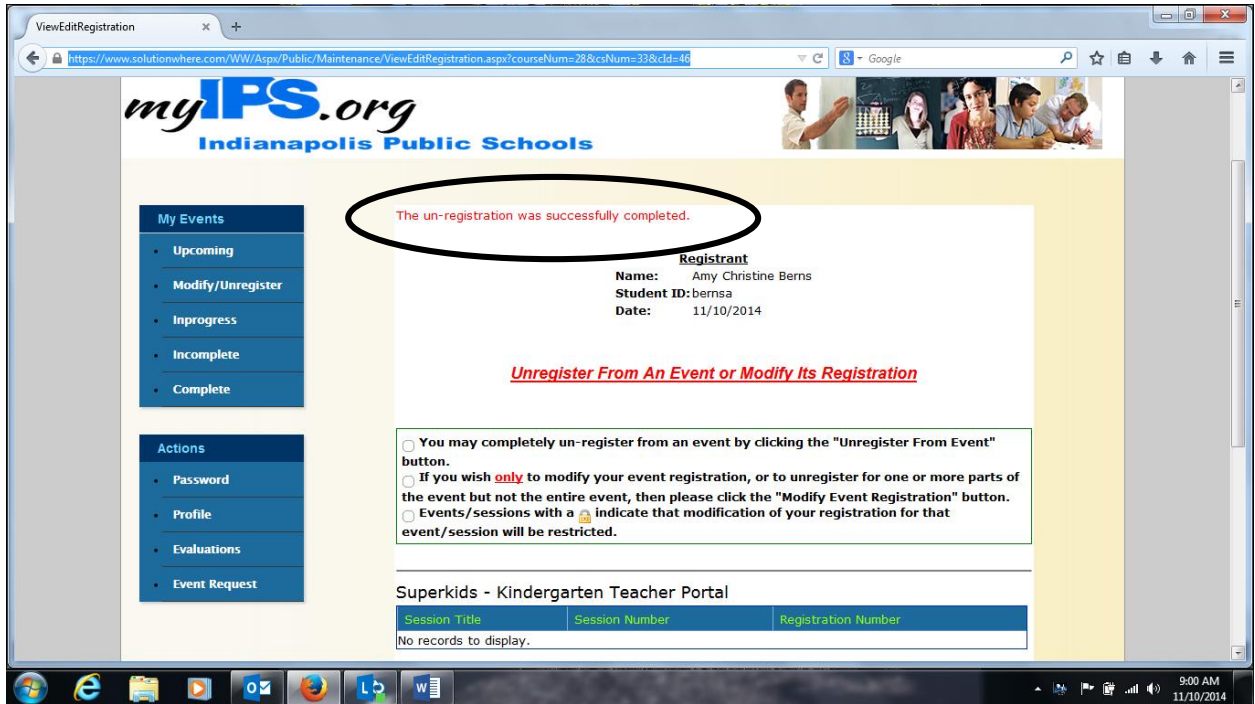 ViewEditRegistration
https://www.solutionwhere.com/WW/Aspx/Public/Maintenance/ViewEditRegistration.aspx?courseNum=28&csNum=33&cId=46
Google
myIPS.org
Indianapolis Public Schools
My Events
Upcoming
Modify/Unregister
Inprogress
Incomplete
Complete
Actions
Password
Profile
Evaluations
Event Request
The un-registration was successfully completed.
Registrant
Name: Amy Christine Berns
Student ID: bernsa
Date: 11/10/2014
Unregister From An Event or Modify Its Registration
You may completely un-register from an event by clicking the "Unregister From Event"
button.
If you wish only to modify your event registration, or to unregister for one or more parts of
the event but not the entire event, then please click the "Modify Event Registration" button.
Events/sessions with a indicate that modification of your registration for that
event/session will be restricted.
Superkids - Kindergarten Teacher Portal
Session Title Session Number Registration Number
No records to display.
9:00 AM
11/10/2014